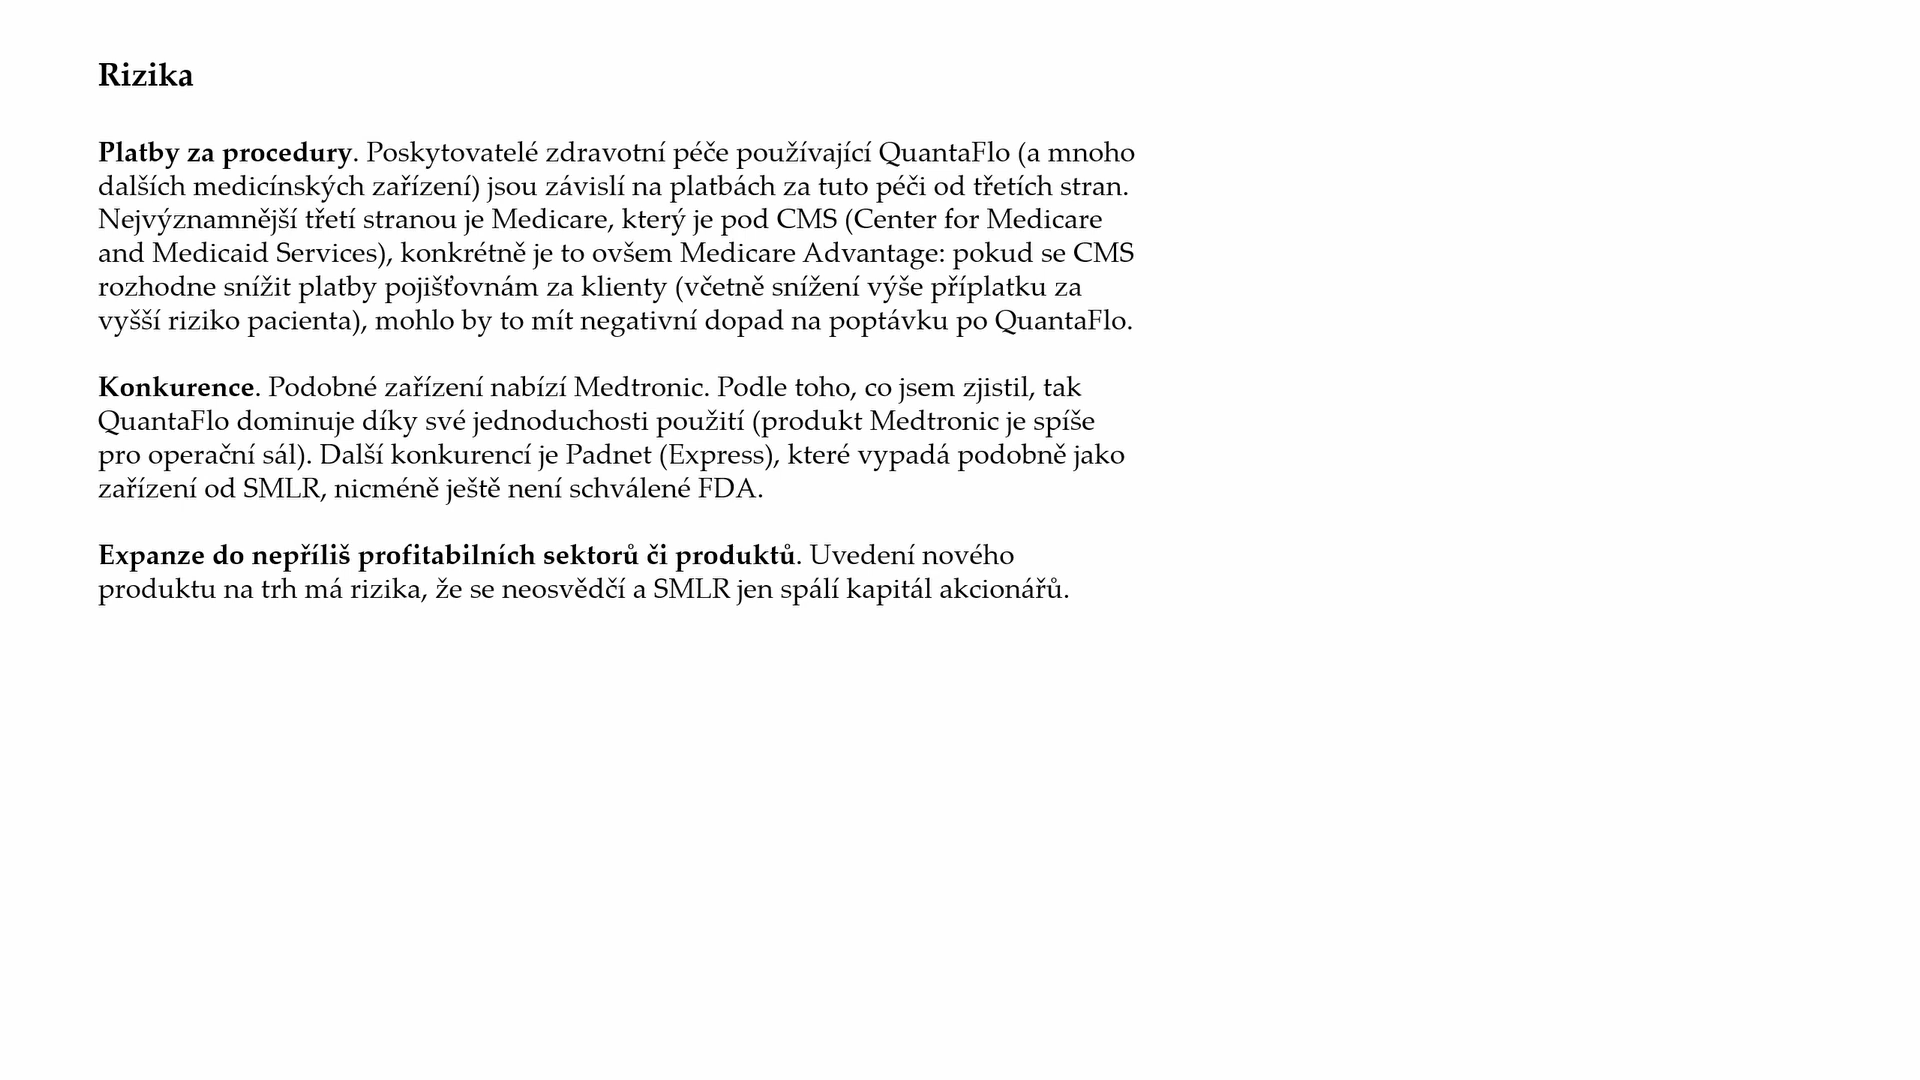 Rizika
Platby za procedury. Poskytovatelé zdravotní péče používající QuantaFlo (a mnoho
dalších medicínských zařízení) jsou závislí na platbách za tuto péči od třetích stran.
Nejvýznamnější třetí stranou je Medicare, který je pod CMS (Center for Medicare
and Medicaid Services), konkrétně je to ovšem Medicare Advantage: pokud se CMS
rozhodne snížit platby pojišťovnám za klienty (včetně snížení výše příplatku za
vyšší riziko pacienta), mohlo by to mít negativní dopad na poptávku po QuantaFlo.
Konkurence. Podobné zařízení nabízí Medtronic. Podle toho, co jsem zjistil, tak
QuantaFlo dominuje díky své jednoduchosti použití (produkt Medtronic je spíše
pro operační sál). Další konkurencí je Padnet (Express), které vypadá podobně jako
zařízení od SMLR, nicméně ještě není schválené FDA.
Expanze do nepříliš profitabilních sektorů či produktů. Uvedení nového
produktu na trh má rizika, že se neosvědčí a SMLR jen spálí kapitál akcionářů.